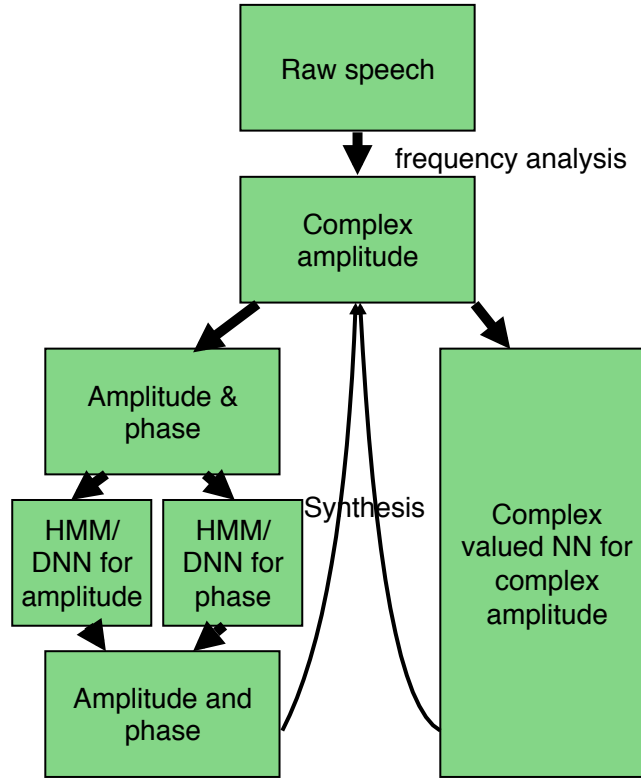 Raw speech
frequency analysis
Complex
amplitude
Amplitude &
phase
HMM/
DNN for
amplitude
HMM/
DNN for
phase
Synthesis
Complex
valued NN for
complex
amplitude
Amplitude and
phase